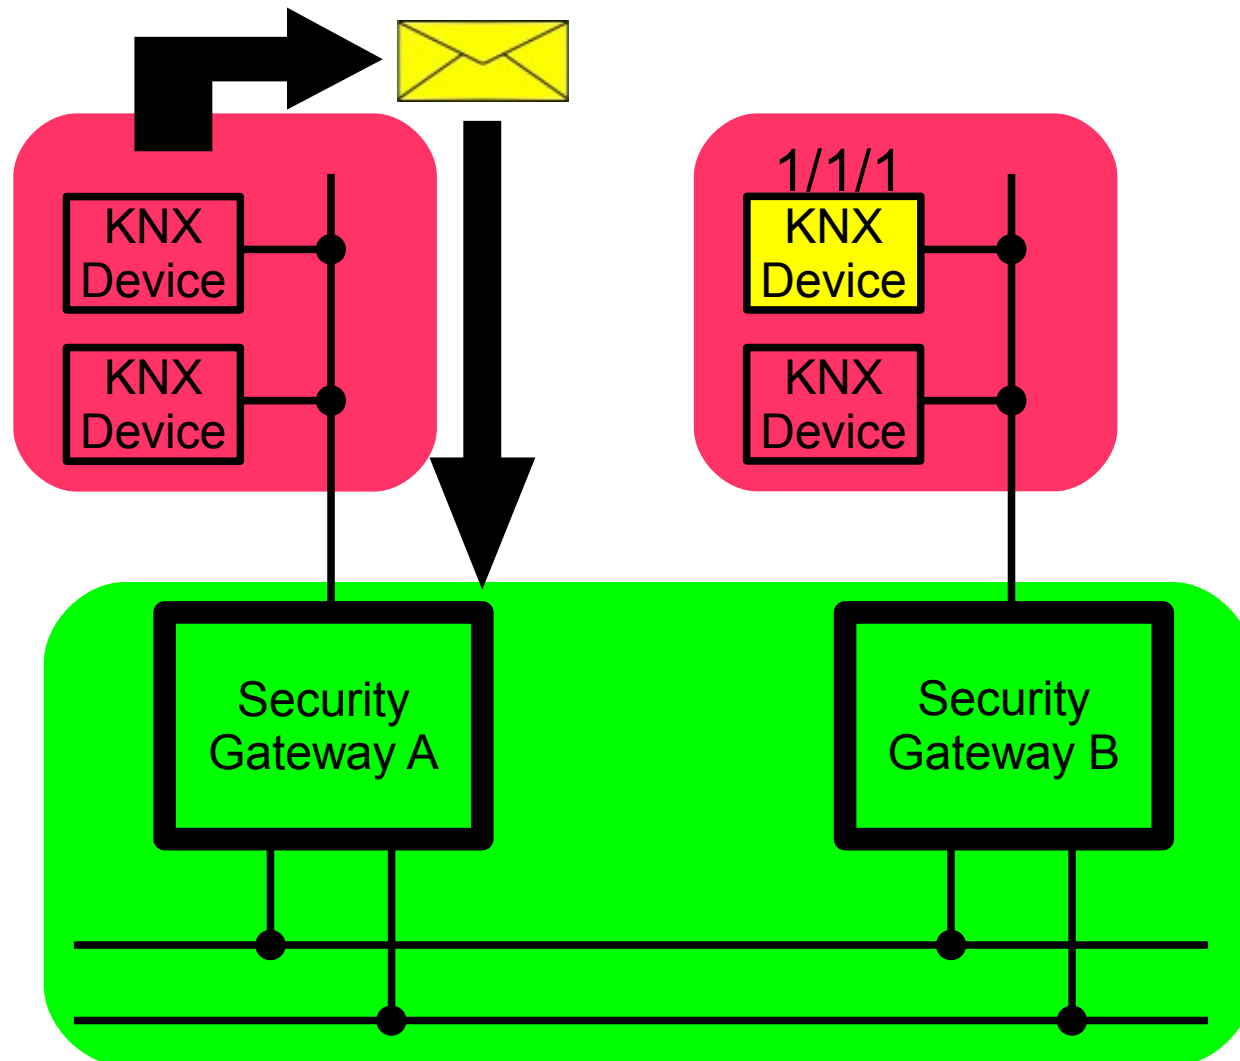 1/1/1
KNX
Device
KNX
Device
KNX
Device
KNX
Device
Security
Gateway A
Security
Gateway B